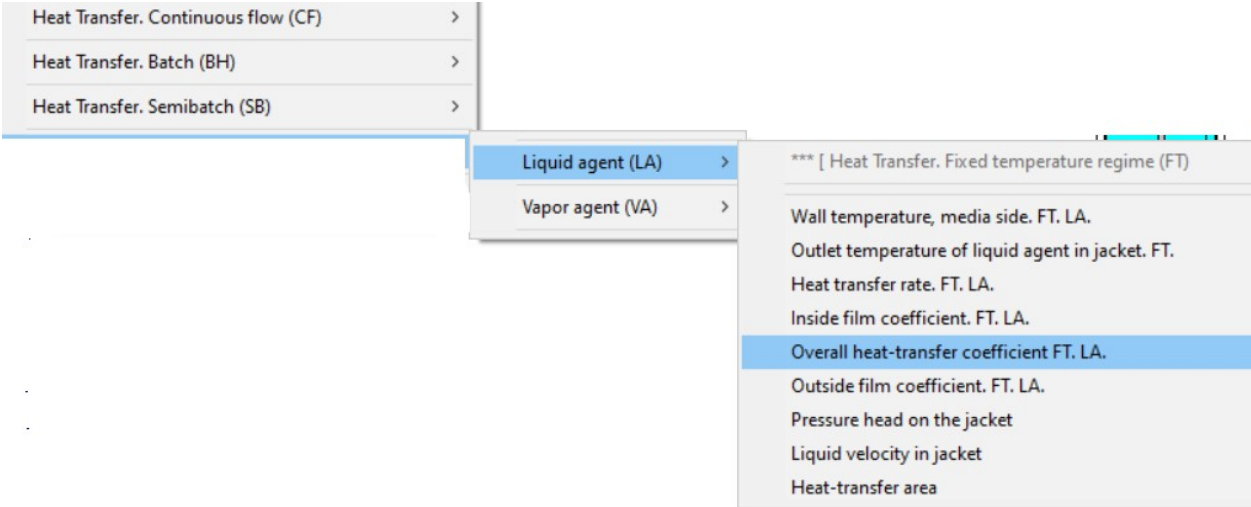 Heat Transfer. Continuous flow (CF)
Heat Transfer. Batch (BH)
Heat Transfer. Semibatch (SB)
Liquid agent (LA)
Vapor agent (VA)
*** [ Heat Transfer. Fixed temperature regime (FT)
Wall temperature, media side. FT. LA.
Outlet temperature of liquid agent in jacket. FT.
Heat transfer rate. FT. LA.
Inside film coefficient. FT. LA.
Overall heat-transfer coefficient FT. LA.
Outside film coefficient. FT. LA.
Pressure head on the jacket
Liquid velocity in jacket
Heat-transfer area